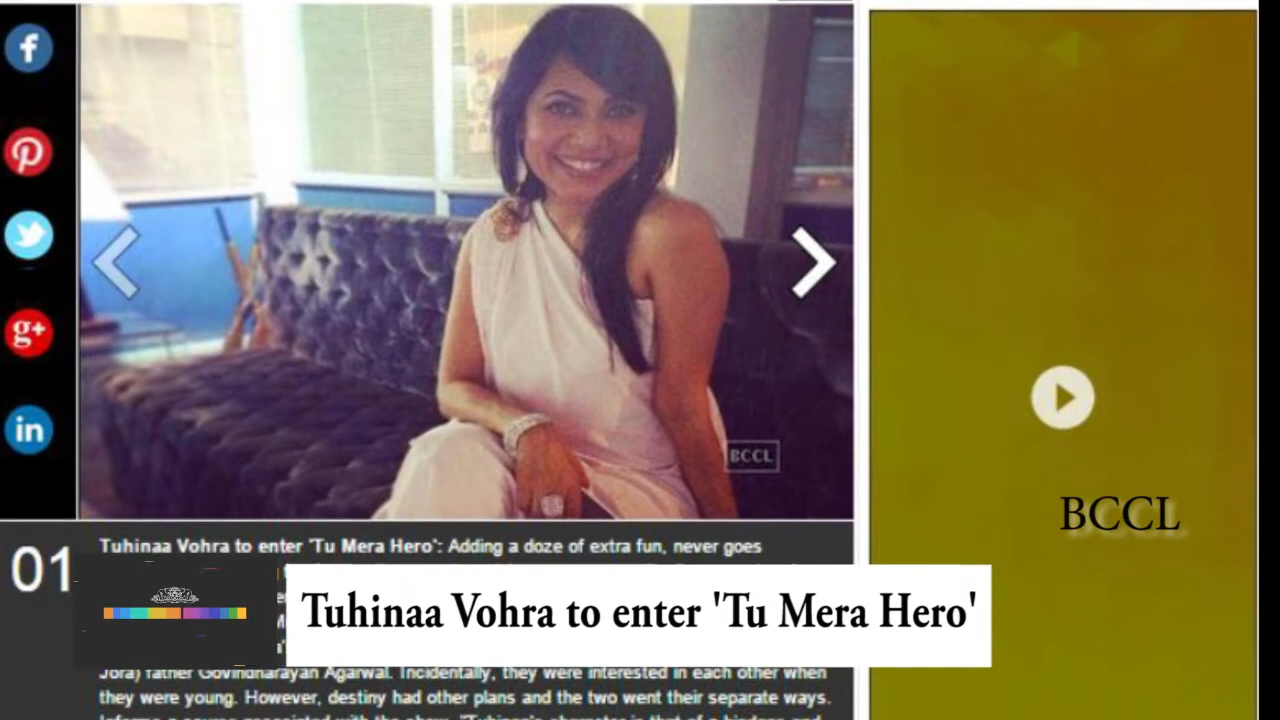 f
p
g+
in
BCCL
BCCL
01
Tuhinaa Vohra to enter 'Tu Mera Hero': Adding a doze of extra fun, never goes
Tuhinaa Vohra to enter 'Tu Mera Hero'
Jora) father Govindnarayan Agarwal. Incidentally, they were interested in each other when
they were young. However, destiny had other plans and the two went their separate ways.